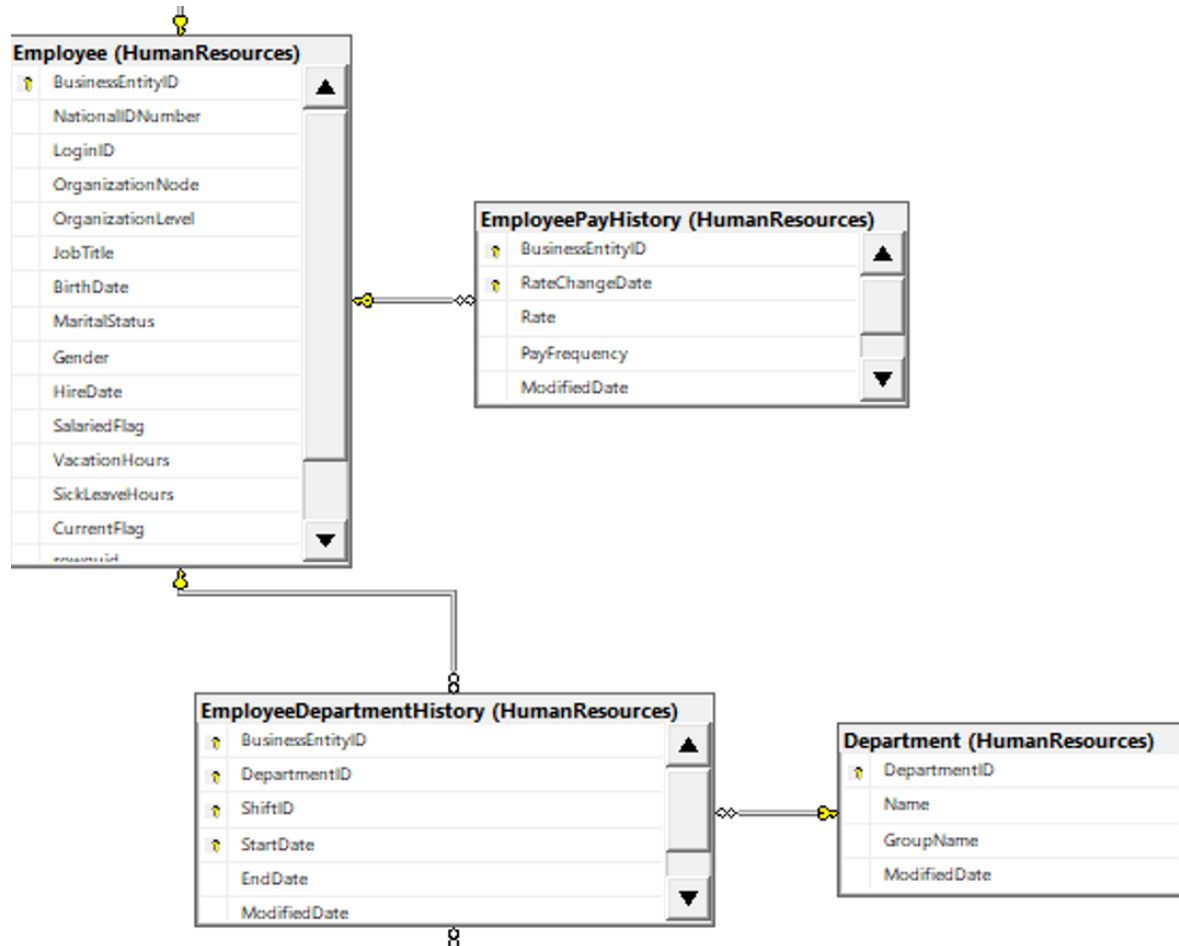 Employee (HumanResources)
BusinessEntityID
NationalIDNumber
LoginID
OrganizationNode
OrganizationLevel
JobTitle
BirthDate
MaritalStatus
Gender
HireDate
SalariedFlag
VacationHours
SickLeaveHours
CurrentFlag
EmployeePayHistory (HumanResources)
BusinessEntityID
RateChangeDate
Rate
PayFrequency
ModifiedDate
EmployeeDepartmentHistory (HumanResources)
BusinessEntityID
DepartmentID
ShiftID
StartDate
EndDate
ModifiedDate
Department (HumanResources)
DepartmentID
Name
GroupName
ModifiedDate